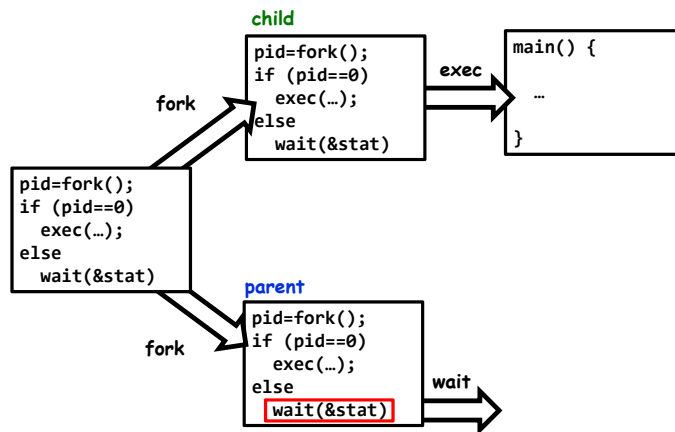 child
pid=fork();
if (pid==0)
exec(…);
else
wait(&stat)
exec
main() {
…
}
fork
pid=fork();
if (pid==0)
exec(…);
else
wait(&stat)
fork
parent
pid=fork();
if (pid==0)
exec(…);
else
wait(&stat)
wait